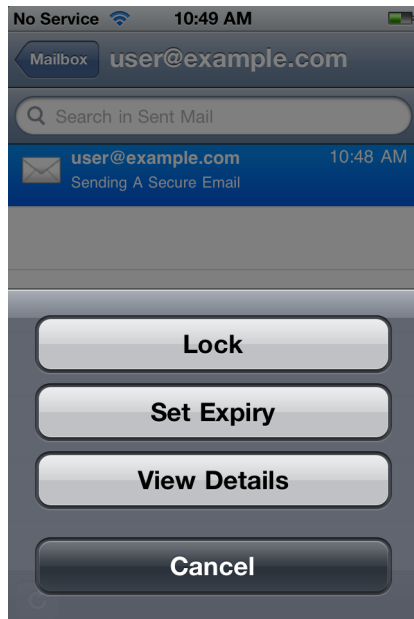 No Service 10:49 AM
Mailbox user@example.com
Search in Sent Mail
user@example.com 10:48 AM
Sending A Secure Email
Lock
Set Expiry
View Details
Cancel